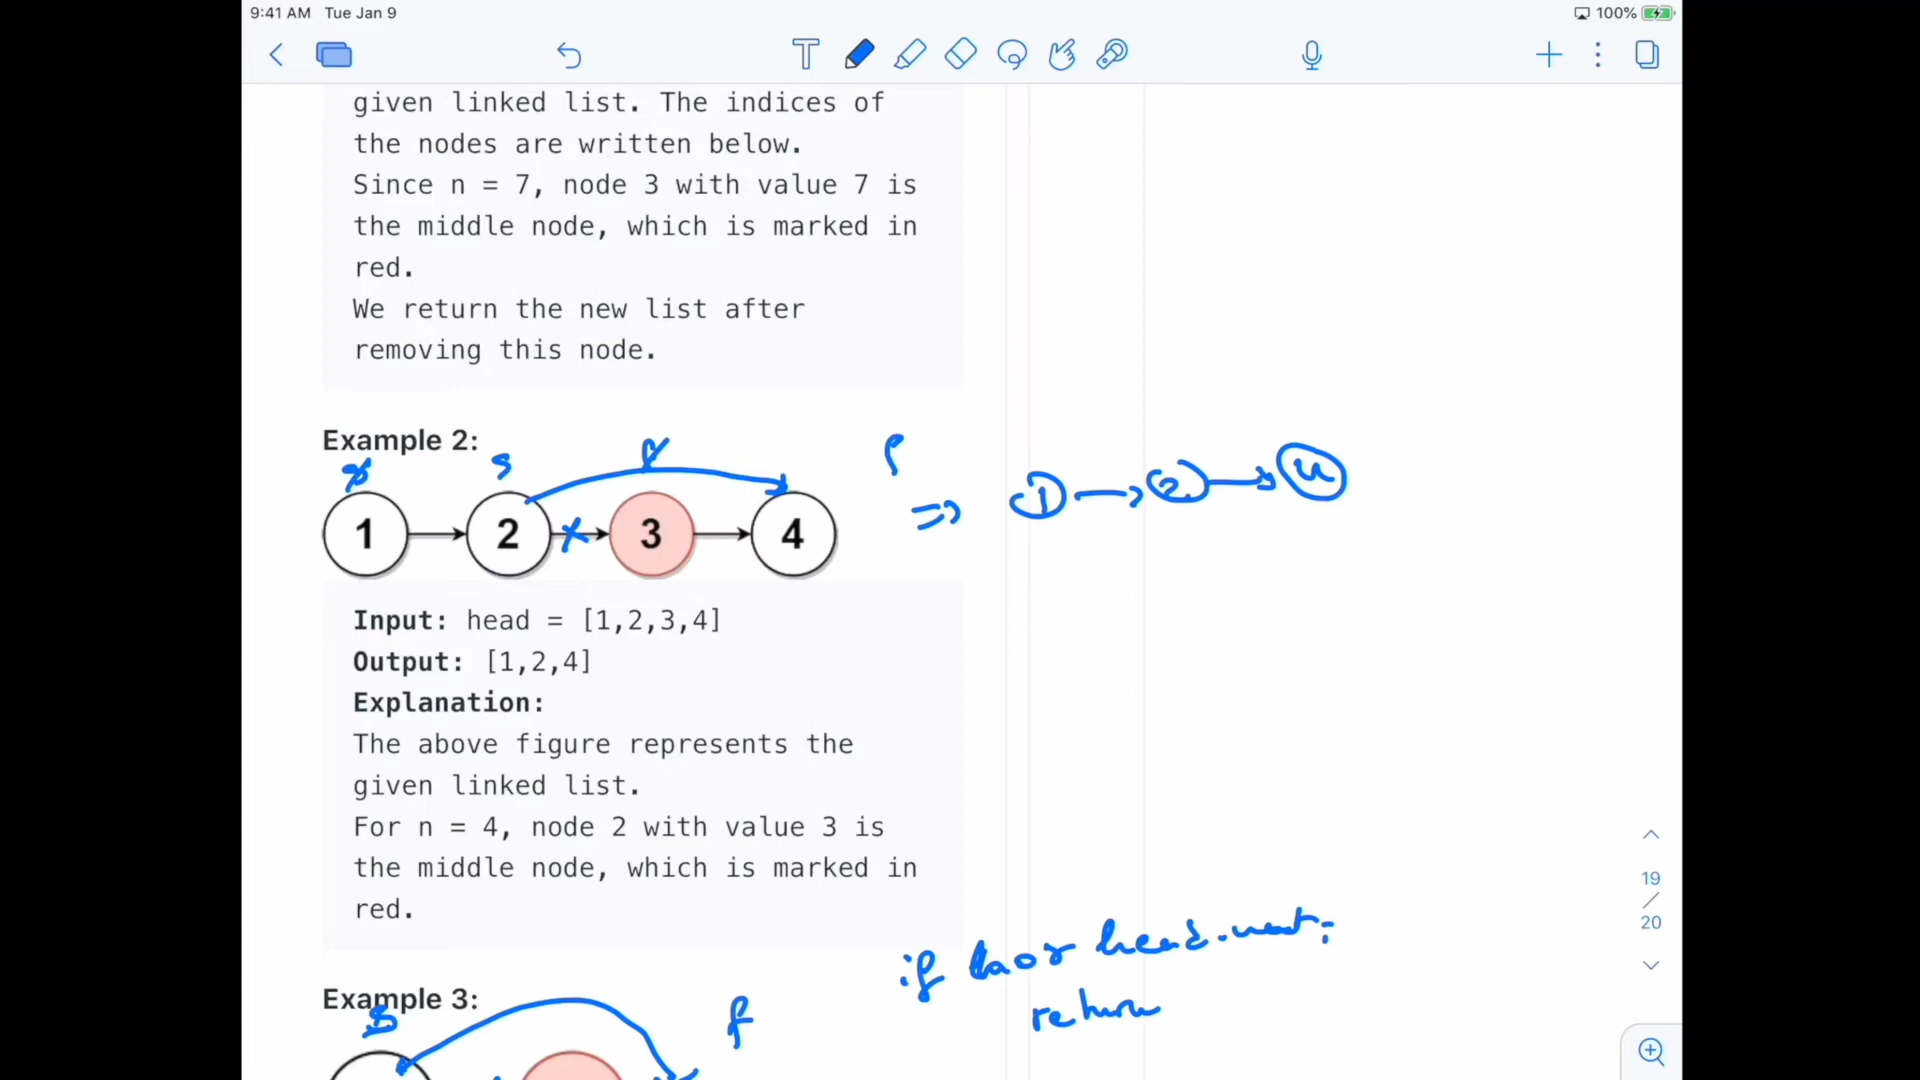 9:41 AM Tue Jan 9
100%
given linked list. The indices of
the nodes are written below.
Since n = 7, node 3 with value 7 is
the middle node, which is marked in
red.
We return the new list after
removing this node.
Example 2:
s
1 2 3 4
=> 1 → 2 → 4
Input: head = [1,2,3,4]
Output: [1,2,4]
Explanation:
The above figure represents the
given linked list.
For n = 4, node 2 with value 3 is
the middle node, which is marked in
red.
19
/
20
if or head.next:
return
Example 3:
f